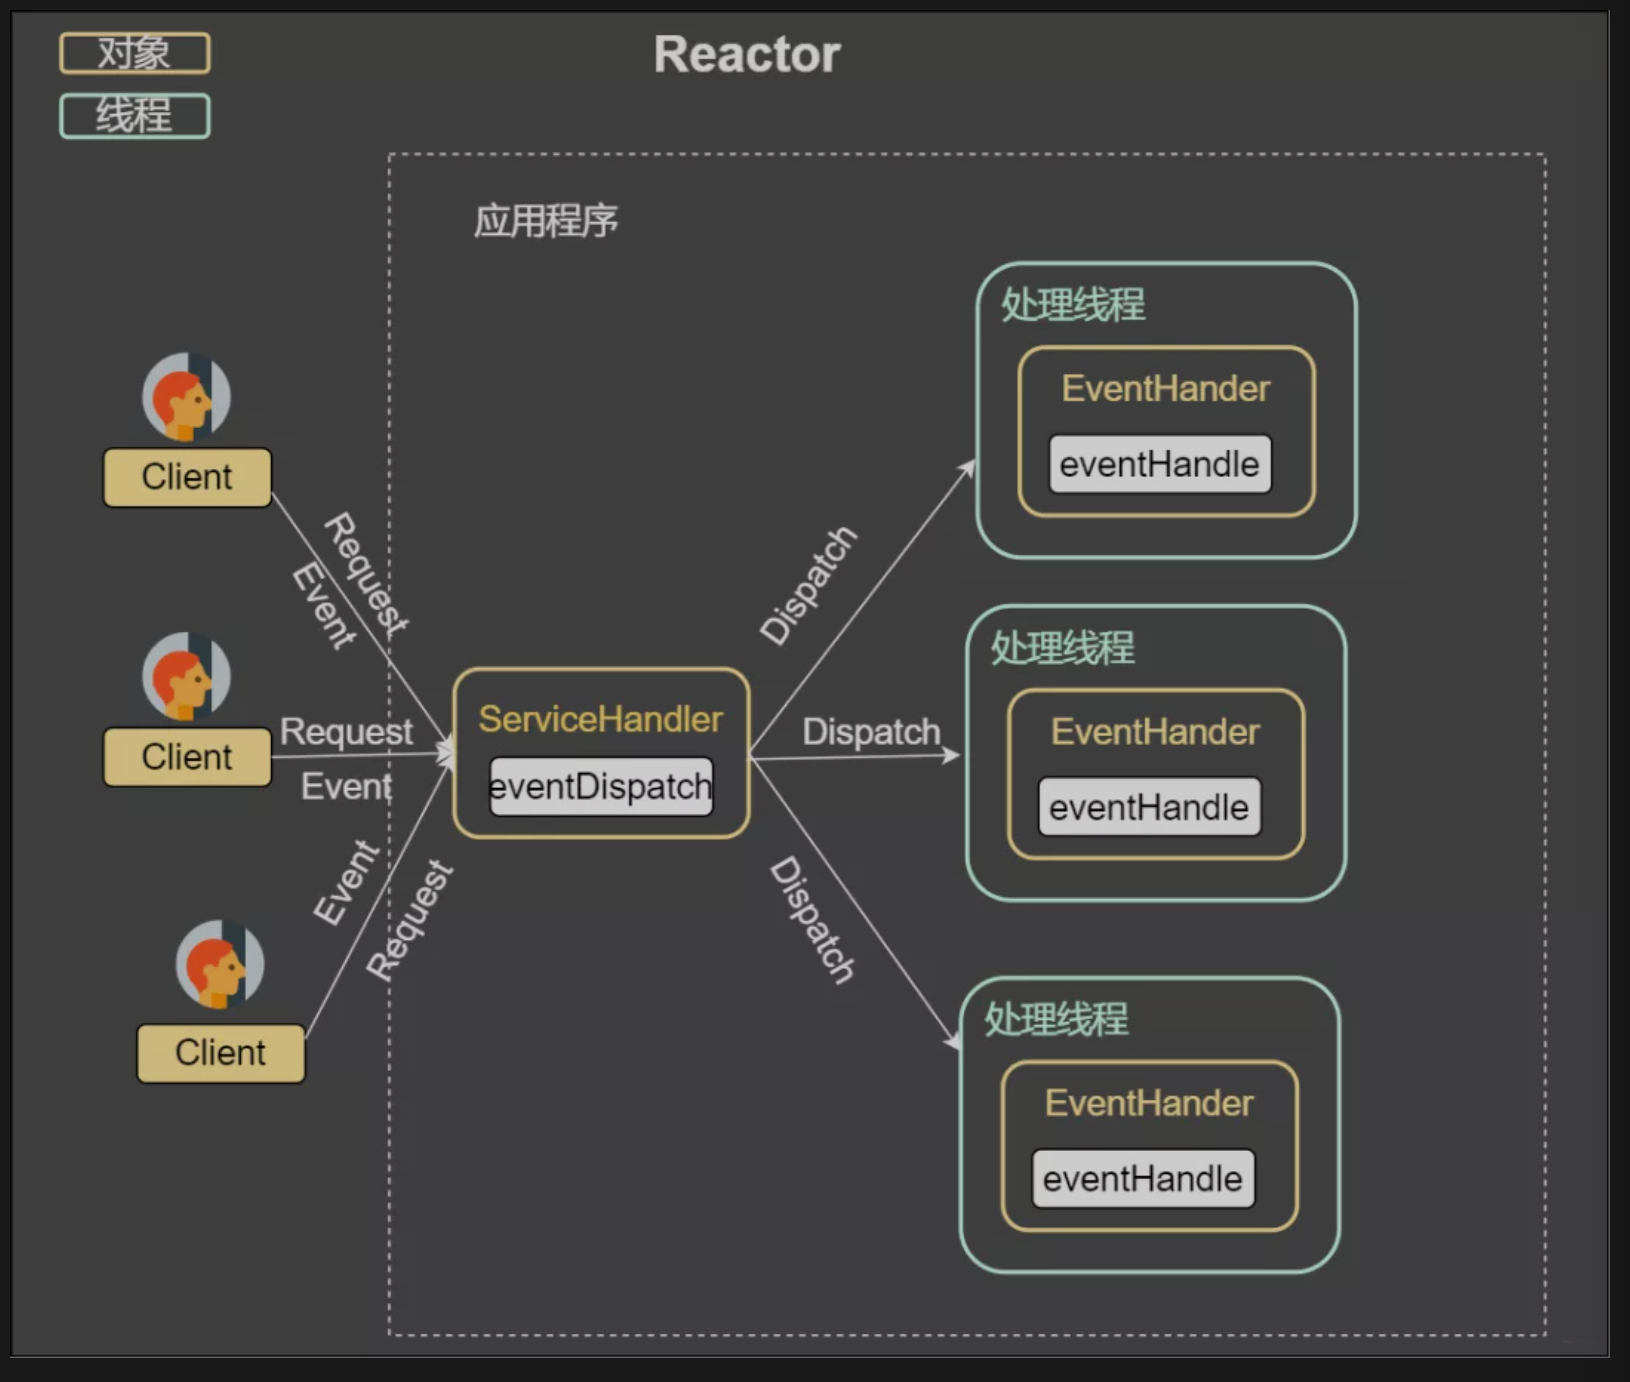 对象
Reactor
线程
应用程序
处理线程
EventHander
eventHandle
Client
Request
Event
Dispatch
处理线程
EventHander
eventHandle
Client
Request
Event
ServiceHandler
eventDispatch
Dispatch
Event
Request
Dispatch
Client
处理线程
EventHander
eventHandle